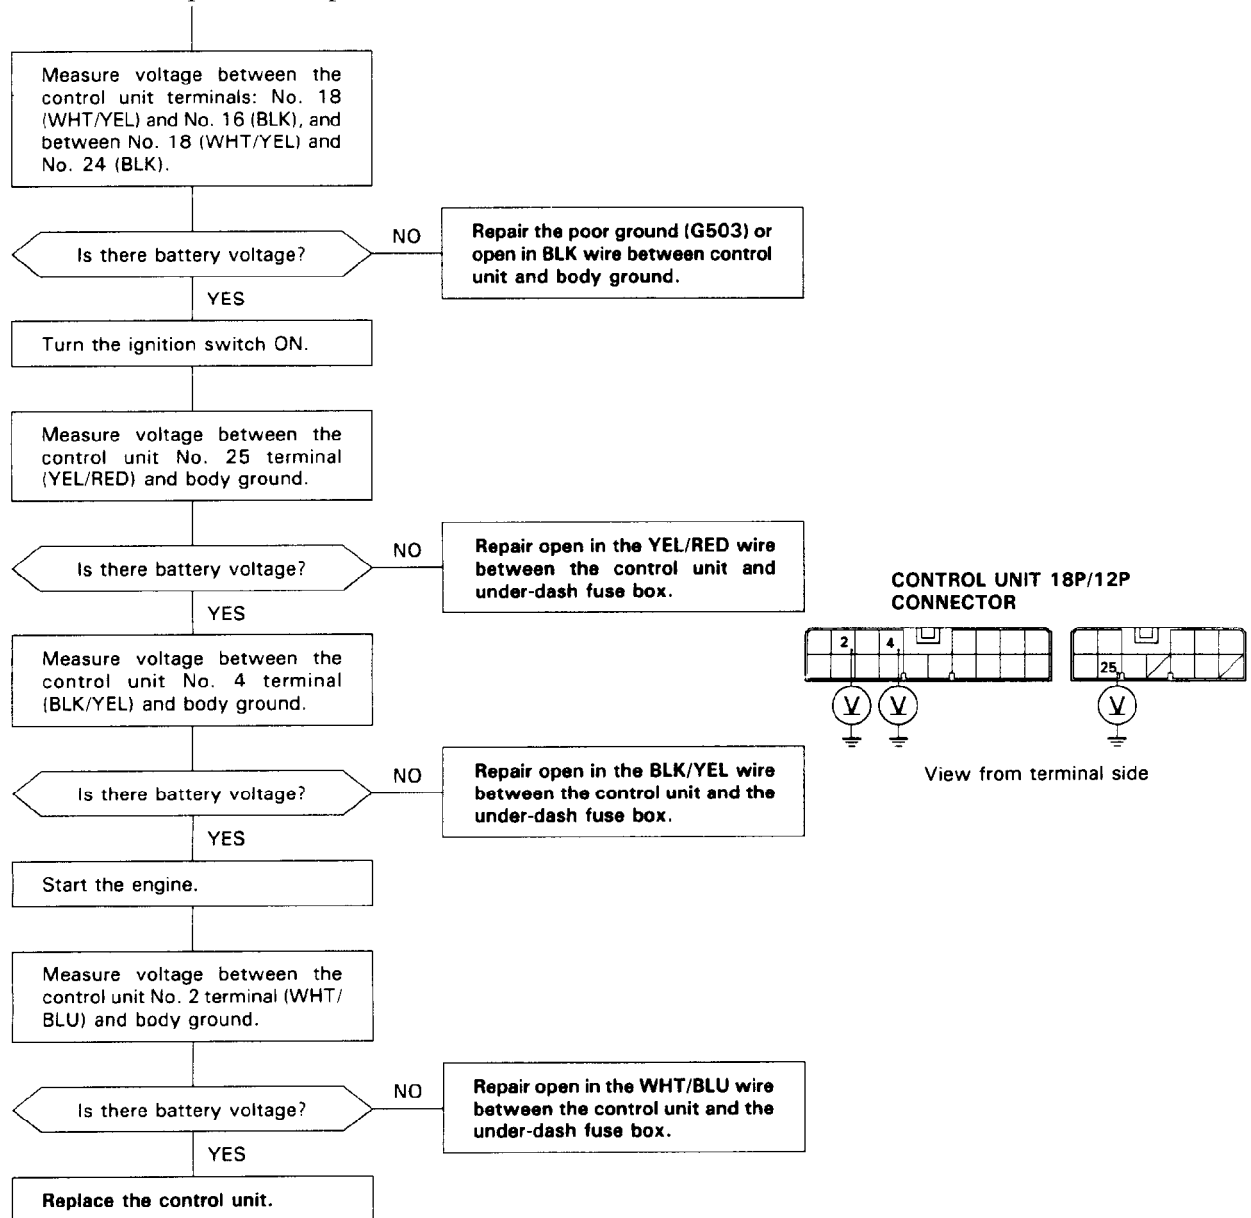 Measure voltage between the
control unit terminals: No. 18
(WHT/YEL) and No. 16 (BLK), and
between No. 18 (WHT/YEL) and
No. 24 (BLK).
Is there battery voltage?
NO
Repair the poor ground (G503) or
open in BLK wire between control
unit and body ground.
YES
Turn the ignition switch ON.
Measure voltage between the
control unit No. 25 terminal
(YEL/RED) and body ground.
Is there battery voltage?
NO
Repair open in the YEL/RED wire
between the control unit and
under-dash fuse box.
YES
Measure voltage between the
control unit No. 4 terminal
(BLK/YEL) and body ground.
Is there battery voltage?
NO
Repair open in the BLK/YEL wire
between the control unit and the
under-dash fuse box.
YES
Start the engine.
Measure voltage between the
control unit No. 2 terminal (WHT/
BLU) and body ground.
Is there battery voltage?
NO
Repair open in the WHT/BLU wire
between the control unit and the
under-dash fuse box.
YES
Replace the control unit.
CONTROL UNIT 18P/12P
CONNECTOR
2 4
25
V V V
View from terminal side